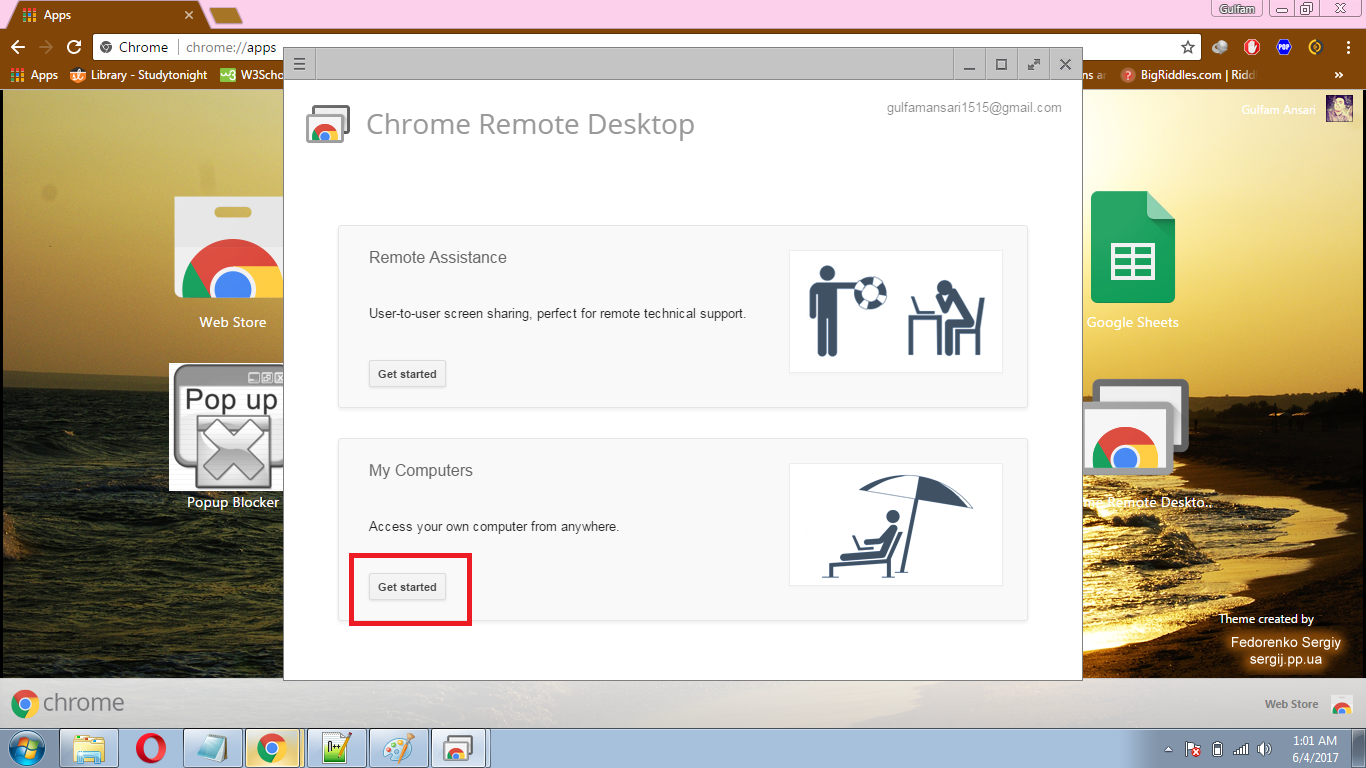 Apps
Gulfam
Chrome chrome://apps
POP
Apps
Library - Studytonight
W3Scho
BigRiddles.com | Riddl
»
gulfamansari1515@gmail.com
Chrome Remote Desktop
Gulfam Ansari
Remote Assistance
User-to-user screen sharing, perfect for remote technical support.
Get started
Web Store
Google Sheets
Pop up
Popup Blocker
My Computers
Access your own computer from anywhere.
Get started
me Remote Deskto..
Theme created by
Fedorenko Sergiy
sergij.pp.ua
chrome
Web Store
1:01 AM
6/4/2017